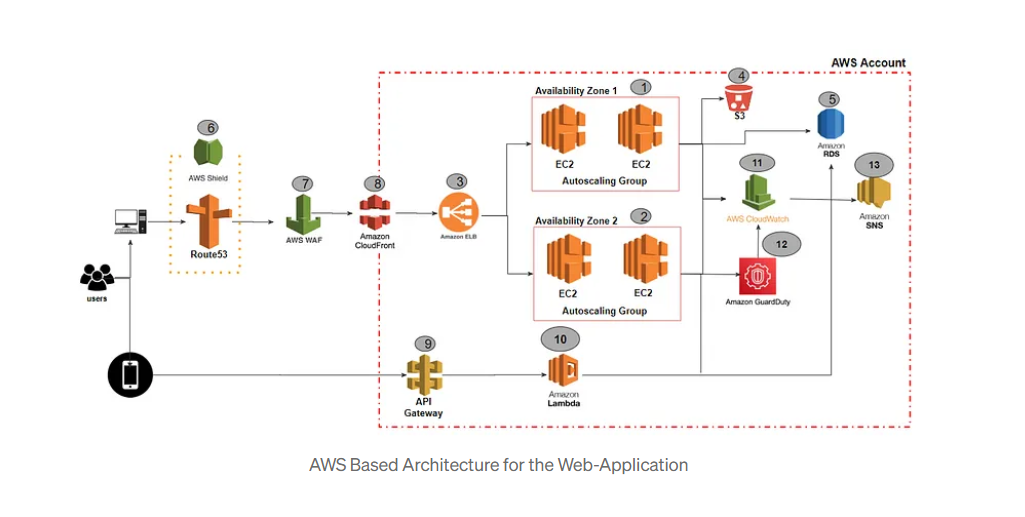 AWS Account
Availability Zone 1
1
EC2
EC2
Autoscaling Group
4
S3
5
Amazon
RDS
6
AWS Shield
Route53
7
AWS WAF
8
Amazon
CloudFront
3
Amazon ELB
Availability Zone 2
2
EC2
EC2
Autoscaling Group
11
AWS CloudWatch
13
Amazon
SNS
12
Amazon GuardDuty
users
9
API
Gateway
10
Amazon
Lambda
AWS Based Architecture for the Web-Application